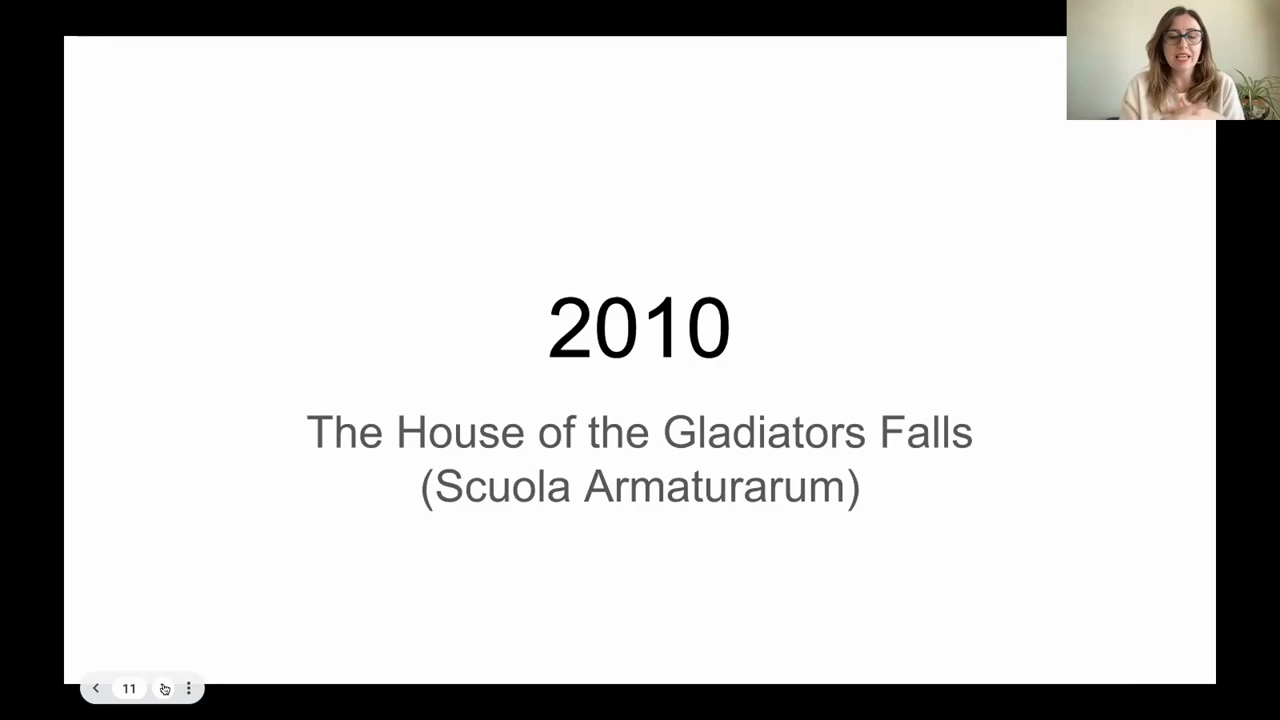 2010
The House of the Gladiators Falls
(Scuola Armaturarum)
11